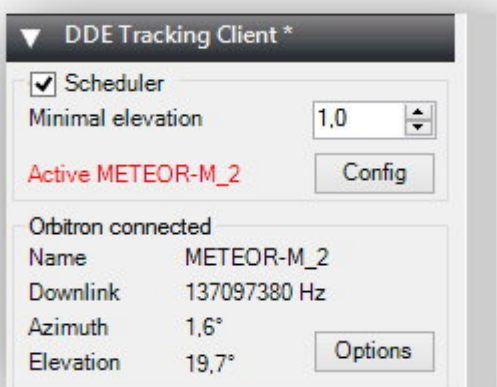 DDE Tracking Client *
Scheduler
Minimal elevation 1,0
Active METEOR-M_2 Config
Orbitron connected
Name METEOR-M_2
Downlink 137097380 Hz
Azimuth 1,6°
Elevation 19,7° Options